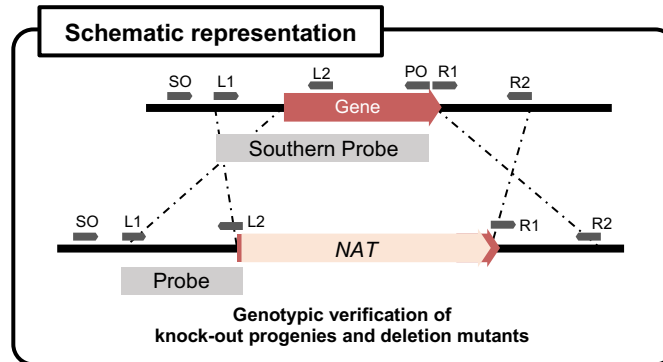 Schematic representation
SO L1 L2 PO R1 R2
Gene
Southern Probe
SO L1 L2 R1 R2
NAT
Probe
Genotypic verification of
knock-out progenies and deletion mutants